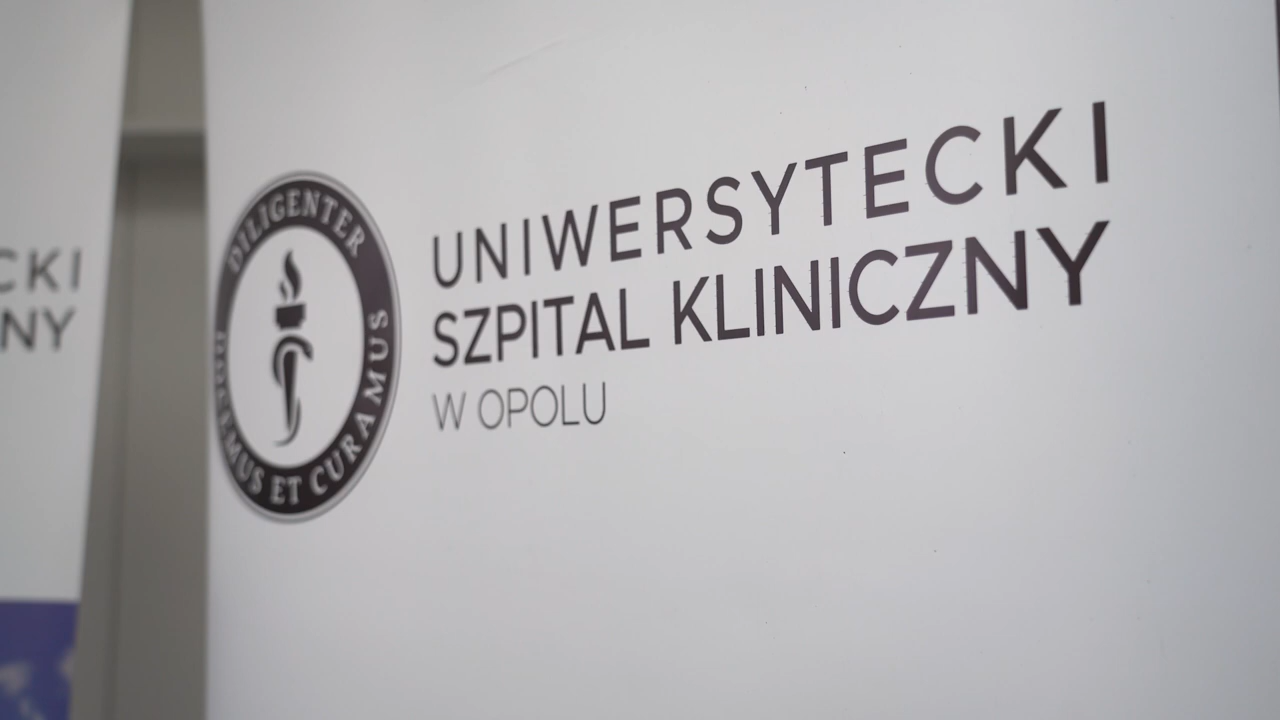 CKI
NY
DILIGENTER
DOCEMUS ET CURAMUS
UNIWERSYTECKI
SZPITAL KLINICZNY
W OPOLU